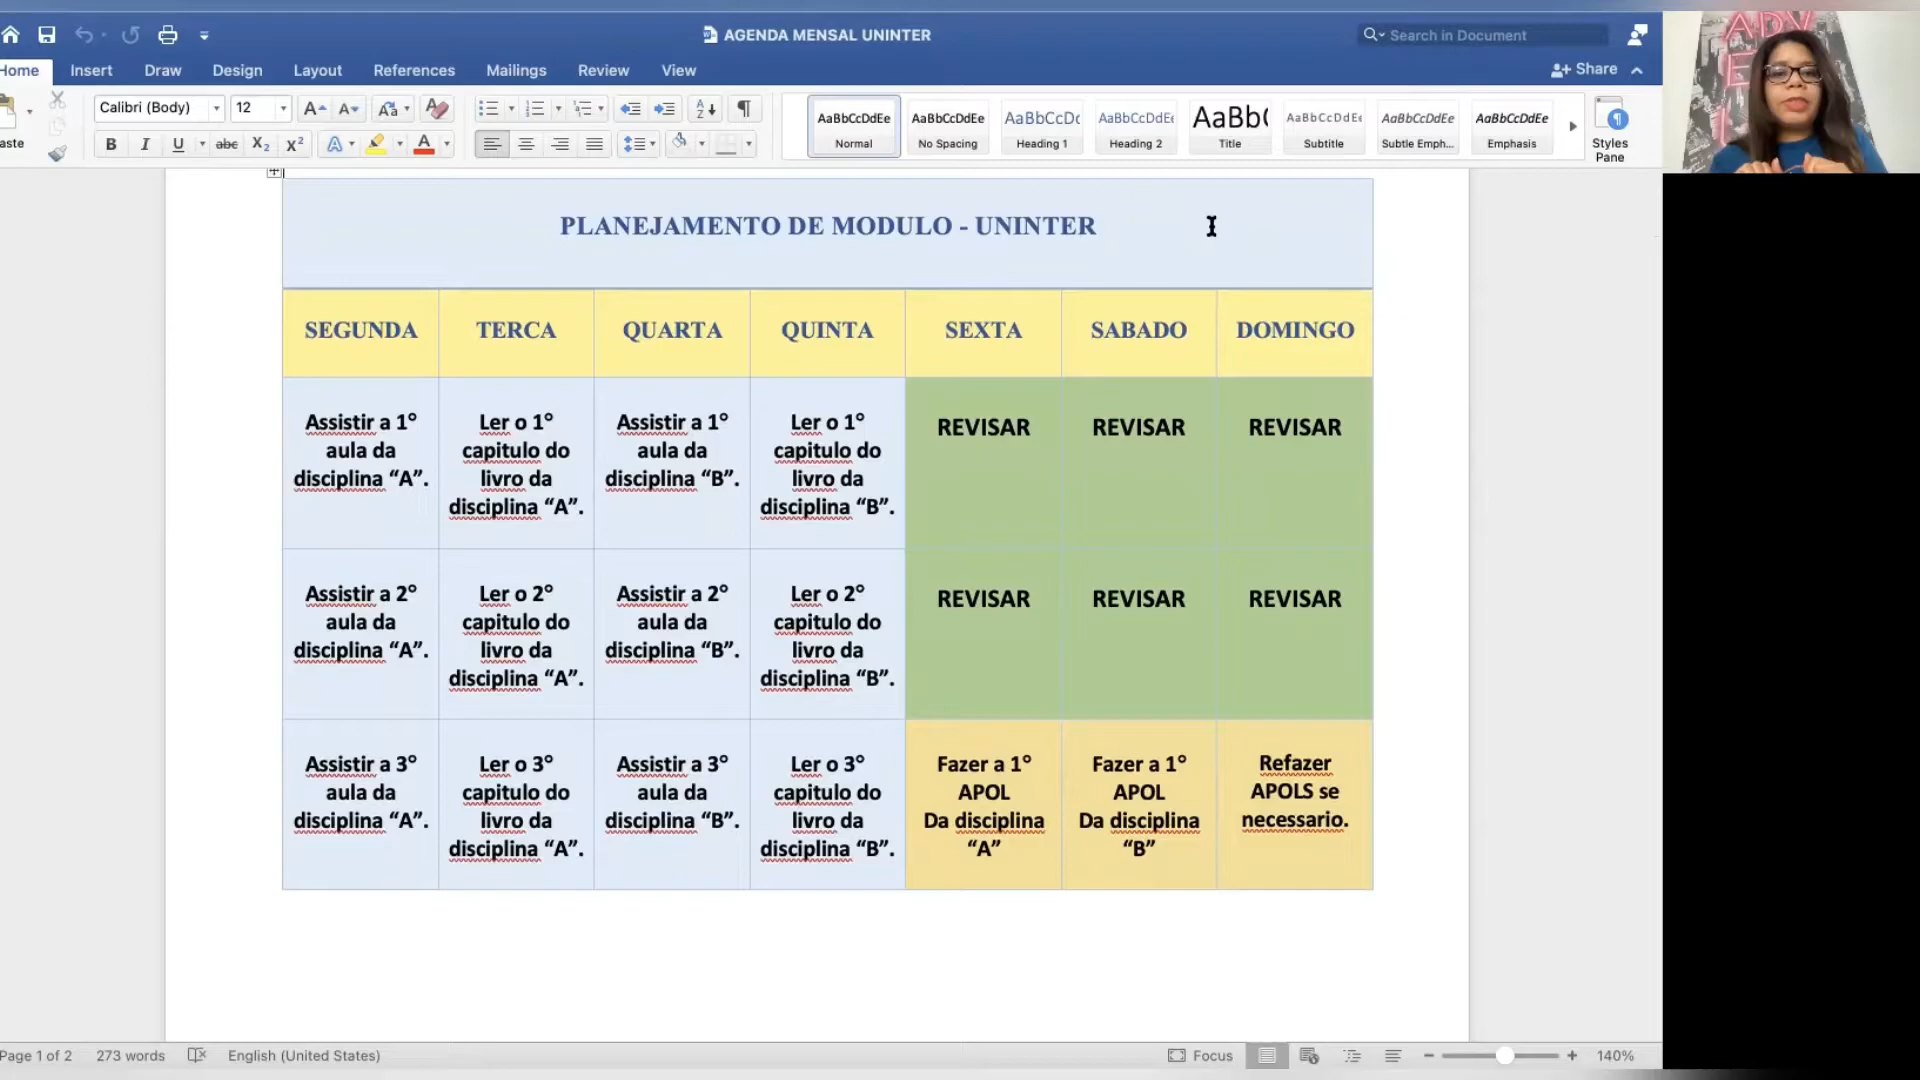 AGENDA MENSAL UNINTER
Search in Document
Home Insert Draw Design Layout References Mailings Review View
Share
Calibri (Body) 12
AaBbCcDdEe AaBbCcDdEe AaBbCcDc AaBbCcDdEe AaBb( AaBbCcDdEe AaBbCcDdEe AaBbCcDdEe
Normal No Spacing Heading 1 Heading 2 Title Subtitle Subtle Emph... Emphasis
Styles
Pane
PLANEJAMENTO DE MODULO - UNINTER
SEGUNDA TERCA QUARTA QUINTA SEXTA SABADO DOMINGO
Assistir a 1°
aula da
disciplina “A”.
Ler o 1°
capitulo do
livro da
disciplina “A”.
Assistir a 1°
aula da
disciplina “B”.
Ler o 1°
capitulo do
livro da
disciplina “B”.
REVISAR
REVISAR
REVISAR
Assistir a 2°
aula da
disciplina “A”.
Ler o 2°
capitulo do
livro da
disciplina “A”.
Assistir a 2°
aula da
disciplina “B”.
Ler o 2°
capitulo do
livro da
disciplina “B”.
REVISAR
REVISAR
REVISAR
Assistir a 3°
aula da
disciplina “A”.
Ler o 3°
capitulo do
livro da
disciplina “A”.
Assistir a 3°
aula da
disciplina “B”.
Ler o 3°
capitulo do
livro da
disciplina “B”.
Fazer a 1°
APOL
Da disciplina
“A”
Fazer a 1°
APOL
Da disciplina
“B”
Refazer
APOLS se
necessario.
Page 1 of 2 273 words English (United States) Focus 140%